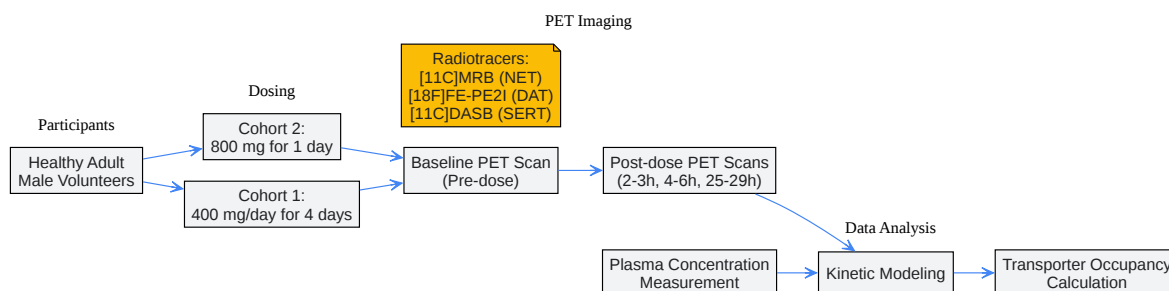 PET Imaging
Radiotracers:
[11C]MRB (NET)
[18F]FE-PE2I (DAT)
[11C]DASB (SERT)
Dosing
Participants
Cohort 2:
800 mg for 1 day
Healthy Adult
Male Volunteers
Baseline PET Scan
(Pre-dose)
Post-dose PET Scans
(2-3h, 4-6h, 25-29h)
Cohort 1:
400 mg/day for 4 days
Data Analysis
Plasma Concentration
Measurement
Kinetic Modeling
Transporter Occupancy
Calculation